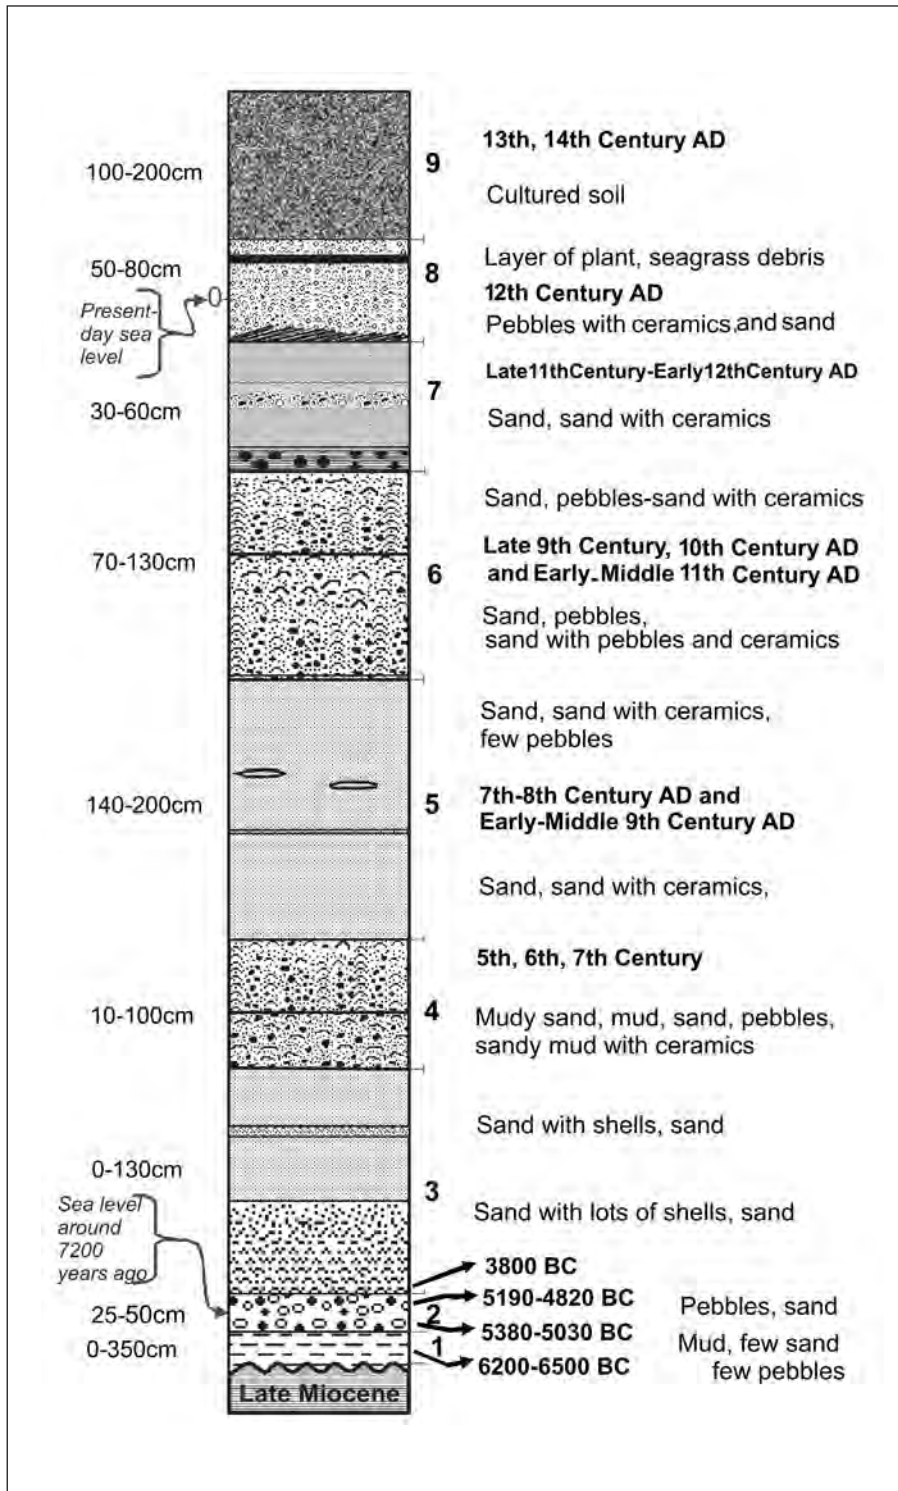 13th, 14th Century AD
100-200cm
9
Cultured soil
Layer of plant, seagrass debris
50-80cm
8
12th Century AD
0
Present-
day sea
level
Pebbles with ceramics,and sand
Late11thCentury-Early12thCentury AD
7
30-60cm
Sand, sand with ceramics
Sand, pebbles-sand with ceramics
Late 9th Century, 10th Century AD
and Early-Middle 11th Century AD
70-130cm
6
Sand, pebbles,
sand with pebbles and ceramics
Sand, sand with ceramics,
few pebbles
140-200cm
5
7th-8th Century AD and
Early-Middle 9th Century AD
Sand, sand with ceramics,
5th, 6th, 7th Century
10-100cm
4
Mudy sand, mud, sand, pebbles,
sandy mud with ceramics
Sand with shells, sand
0-130cm
3
Sea level
around
7200
years ago
Sand with lots of shells, sand
3800 BC
5190-4820 BC
25-50cm
2
Pebbles, sand
5380-5030 BC
0-350cm
1
Mud, few sand
few pebbles
6200-6500 BC
Late Miocene